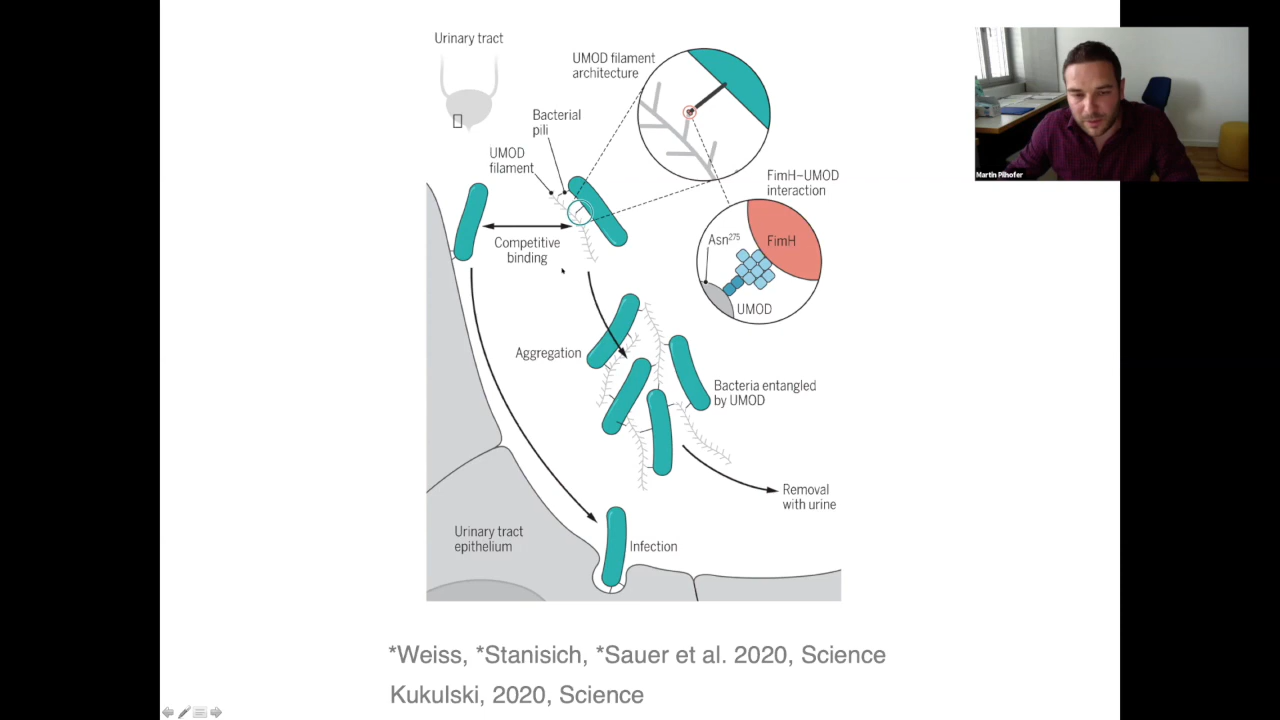 Urinary tract
UMOD filament
architecture
Bacterial
pili
UMOD
filament
Martin Pilhofer
FimH–UMOD
interaction
Asn275
FimH
UMOD
Competitive
binding
Aggregation
Bacteria entangled
by UMOD
Removal
with urine
Urinary tract
epithelium
Infection
*Weiss, *Stanisich, *Sauer et al. 2020, Science
Kukulski, 2020, Science